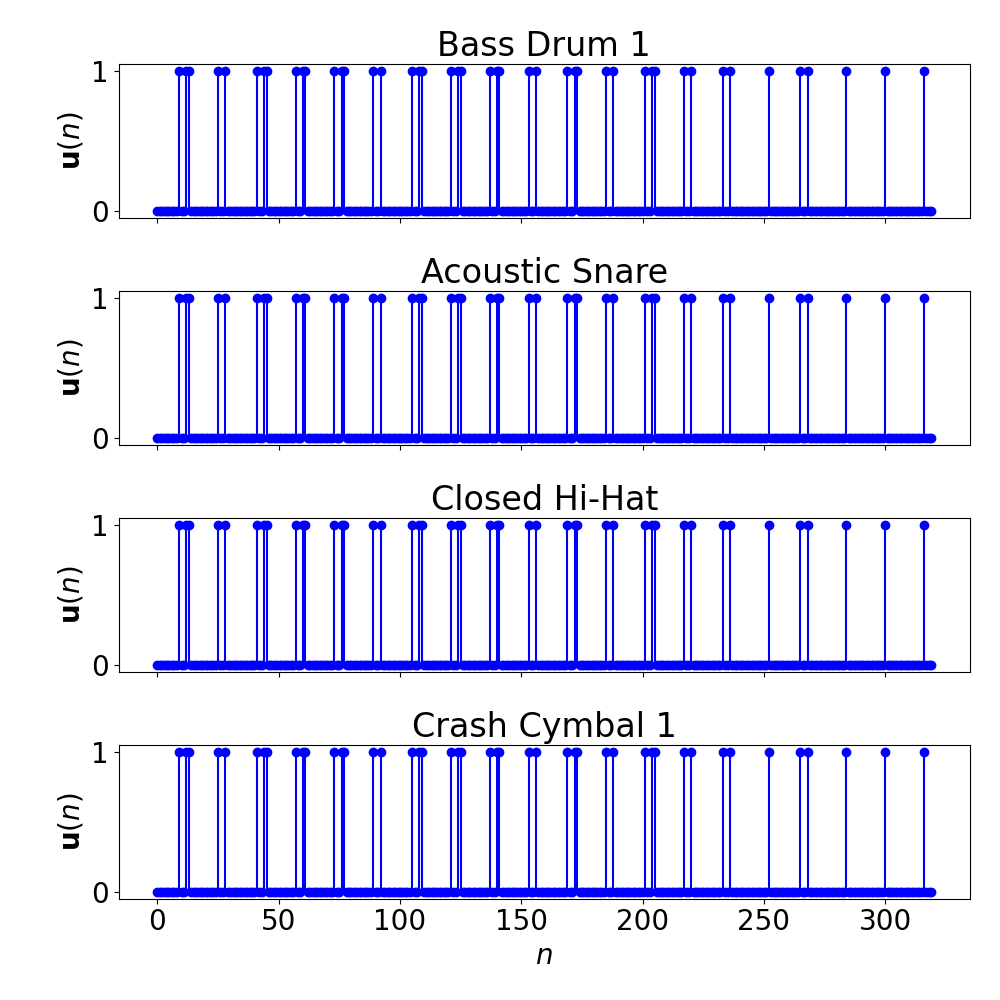 Bass Drum 1
1
u(n)
0
Acoustic Snare
1
u(n)
0
Closed Hi-Hat
1
u(n)
0
Crash Cymbal 1
1
u(n)
0
0 50 100 150 200 250 300
n